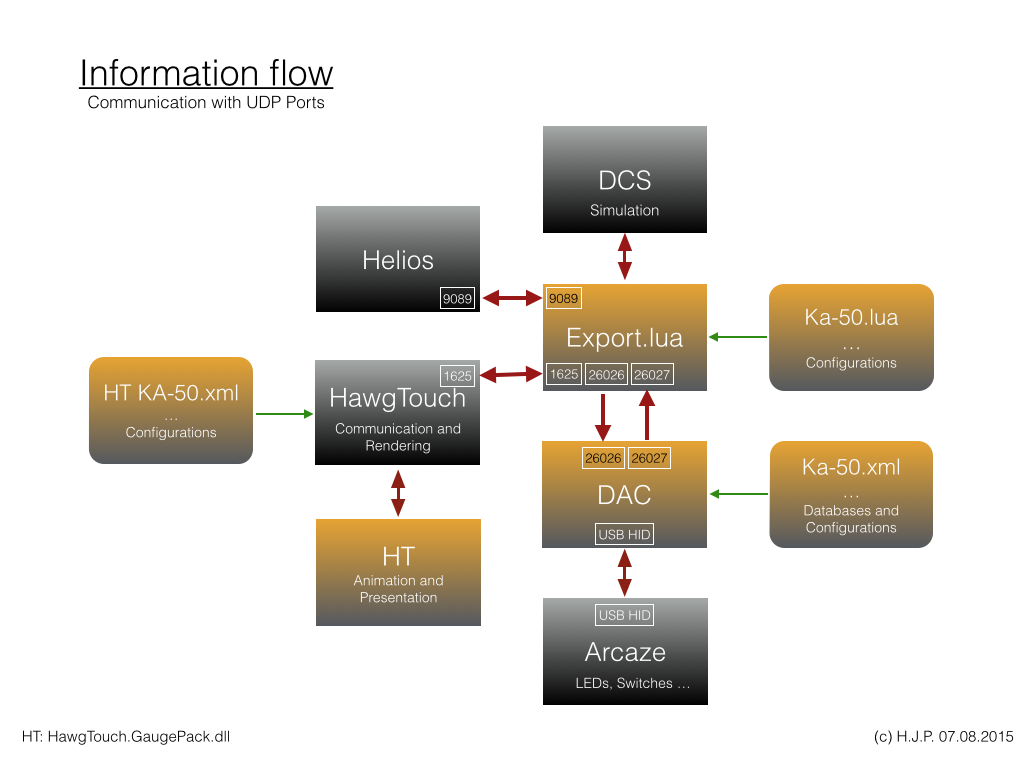 Information flow
Communication with UDP Ports
DCS
Simulation
Helios
9089
9089
Export.lua
1625
26026
26027
Ka-50.lua
…
Configurations
HT KA-50.xml
…
Configurations
1625
HawgTouch
Communication and
Rendering
26026
26027
DAC
USB HID
Ka-50.xml
…
Databases and
Configurations
HT
Animation and
Presentation
USB HID
Arcaze
LEDs, Switches …
HT: HawgTouch.GaugePack.dll
(c) H.J.P. 07.08.2015